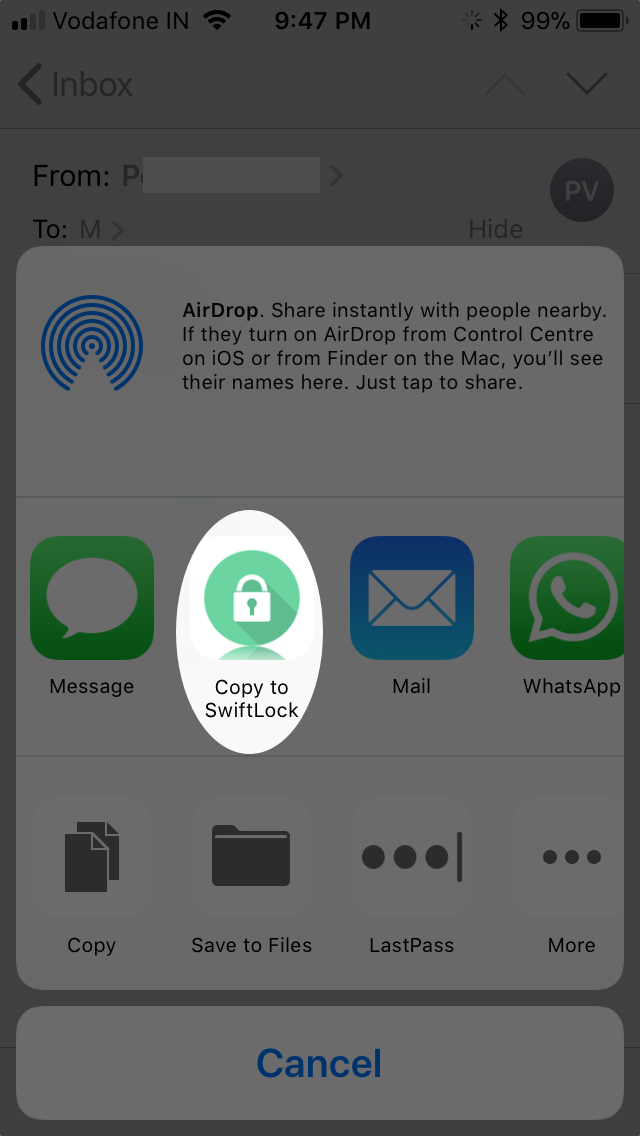 Vodafone IN 9:47 PM 99%
Inbox
From:
PV
To: M
Hide
AirDrop. Share instantly with people nearby.
If they turn on AirDrop from Control Centre
on iOS or from Finder on the Mac, you’ll see
their names here. Just tap to share.
Message
Copy to
SwiftLock
Mail
WhatsApp
Copy
Save to Files
LastPass
More
Cancel